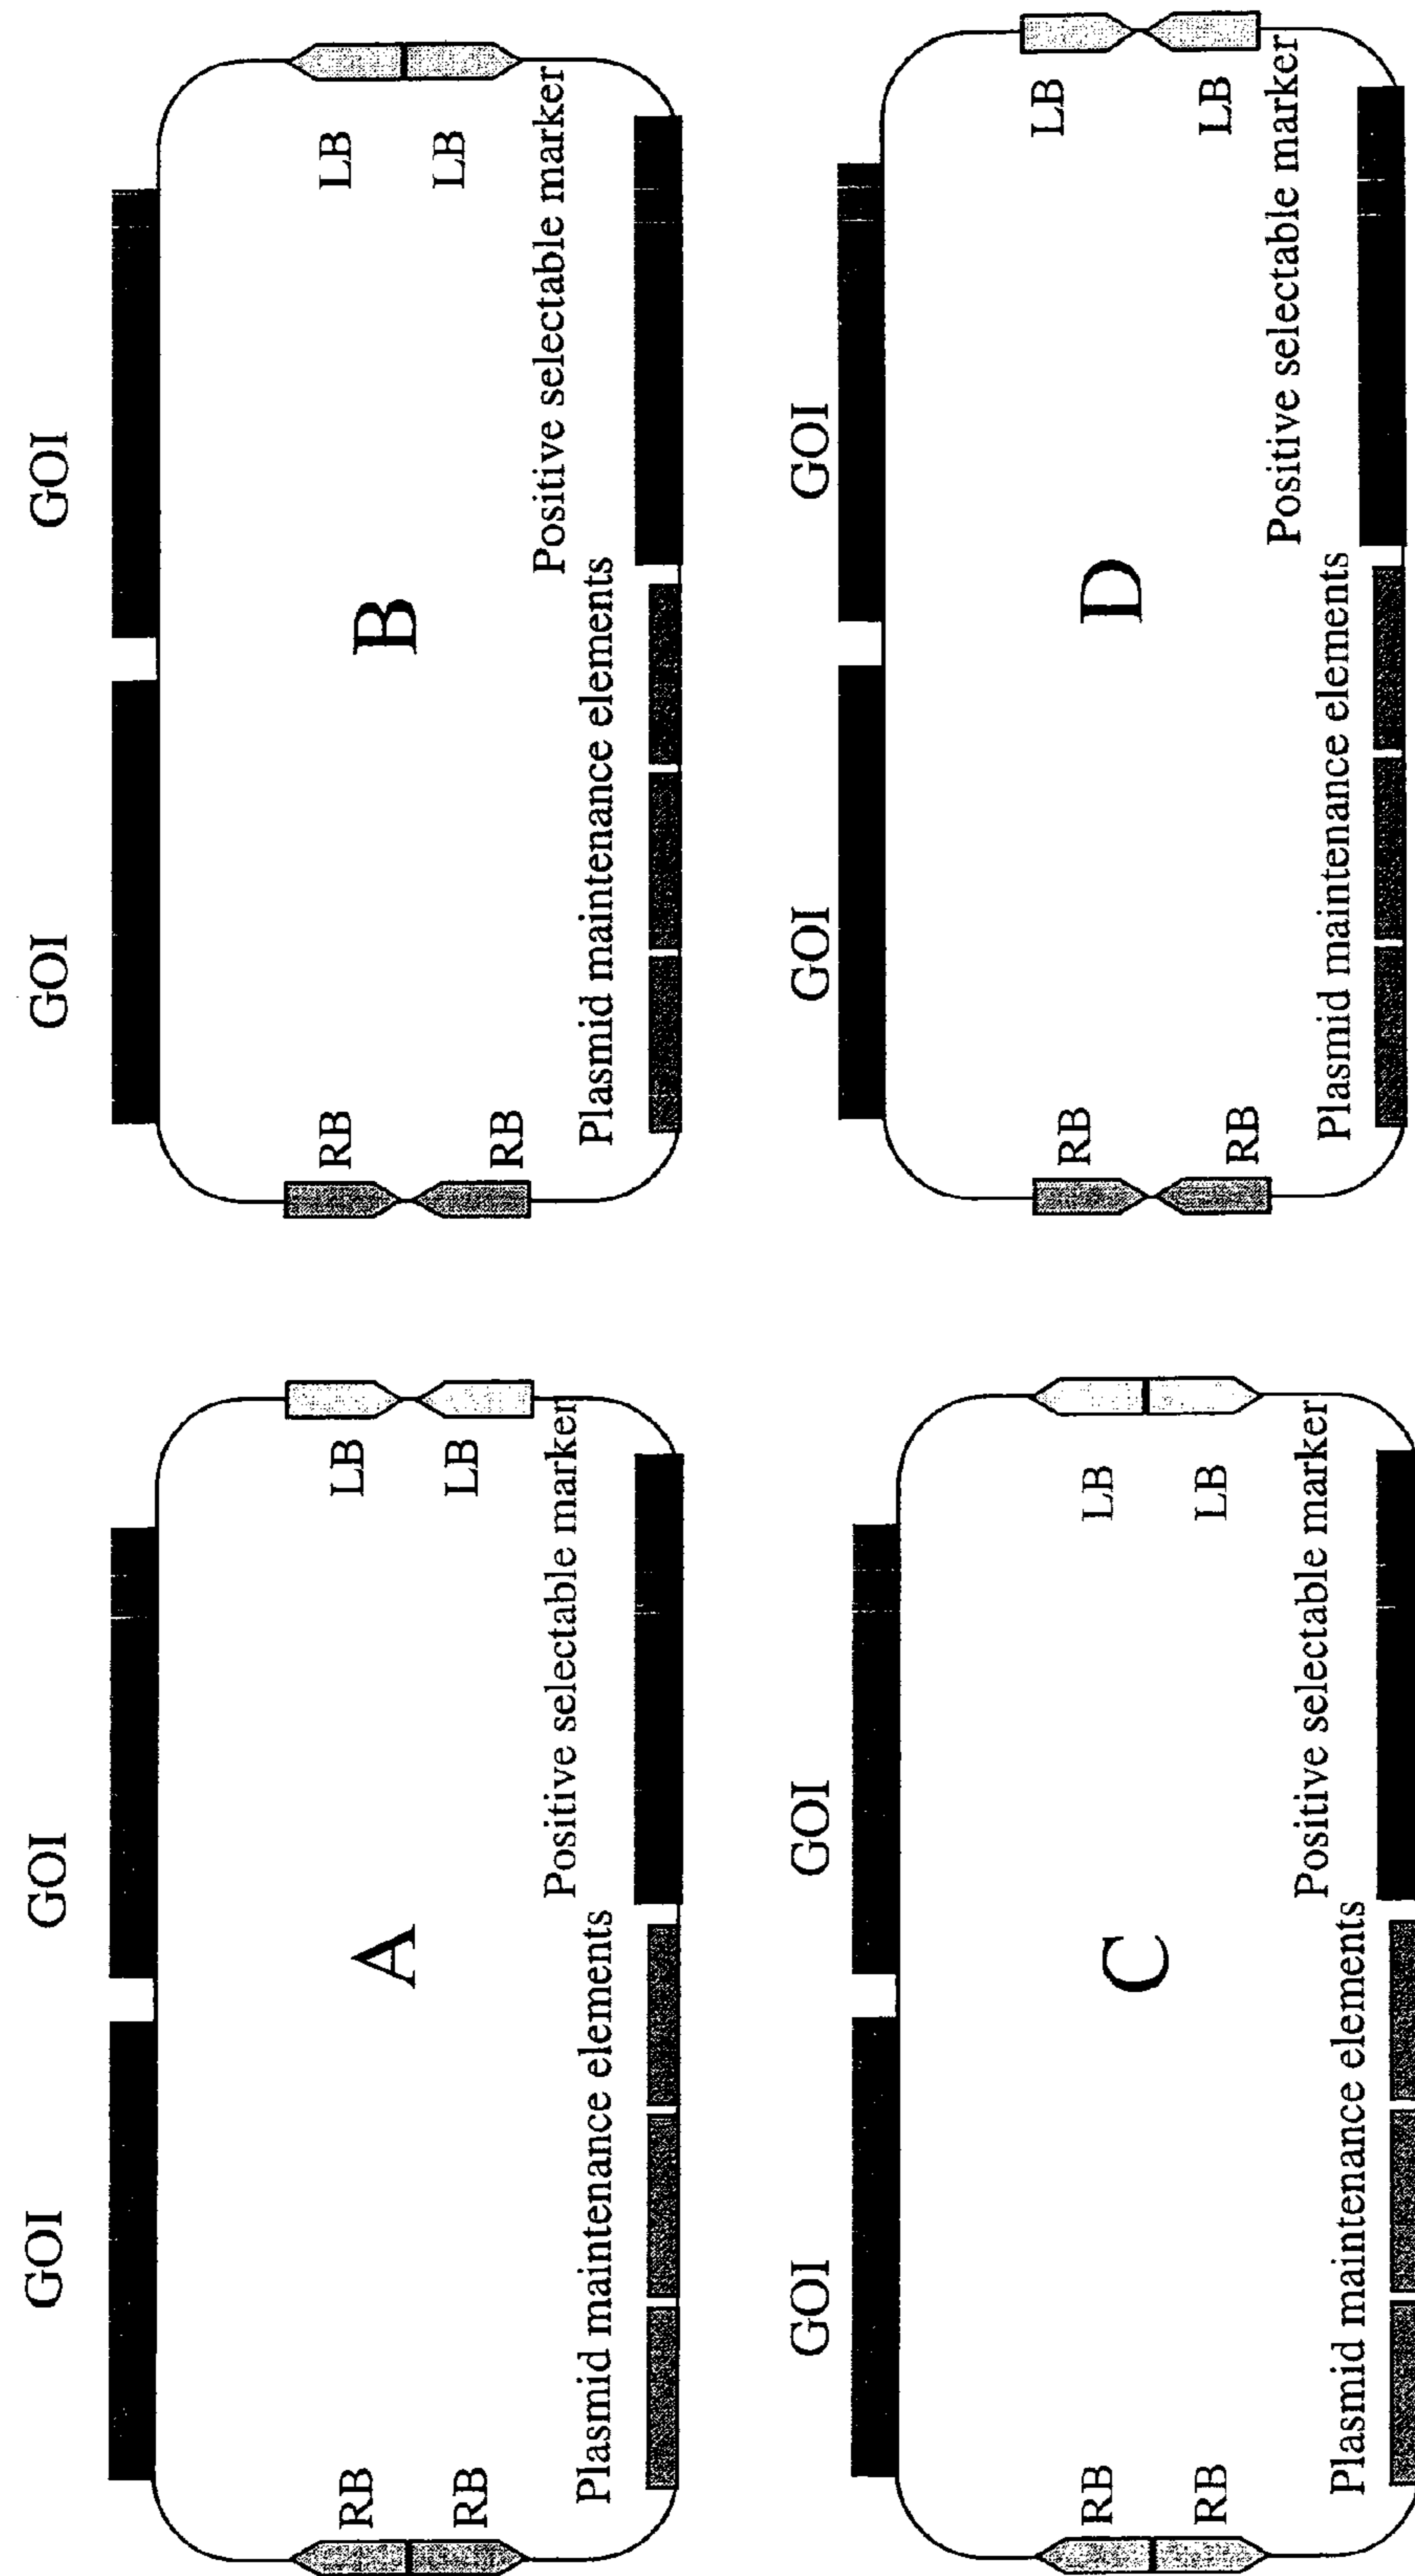 GOI GOI
RB LB
A
RB LB
Positive selectable marker
Plasmid maintenance elements
GOI GOI
RB LB
B
RB LB
Positive selectable marker
Plasmid maintenance elements
GOI GOI
RB LB
C
RB LB
Positive selectable marker
Plasmid maintenance elements
GOI GOI
RB LB
D
RB LB
Positive selectable marker
Plasmid maintenance elements